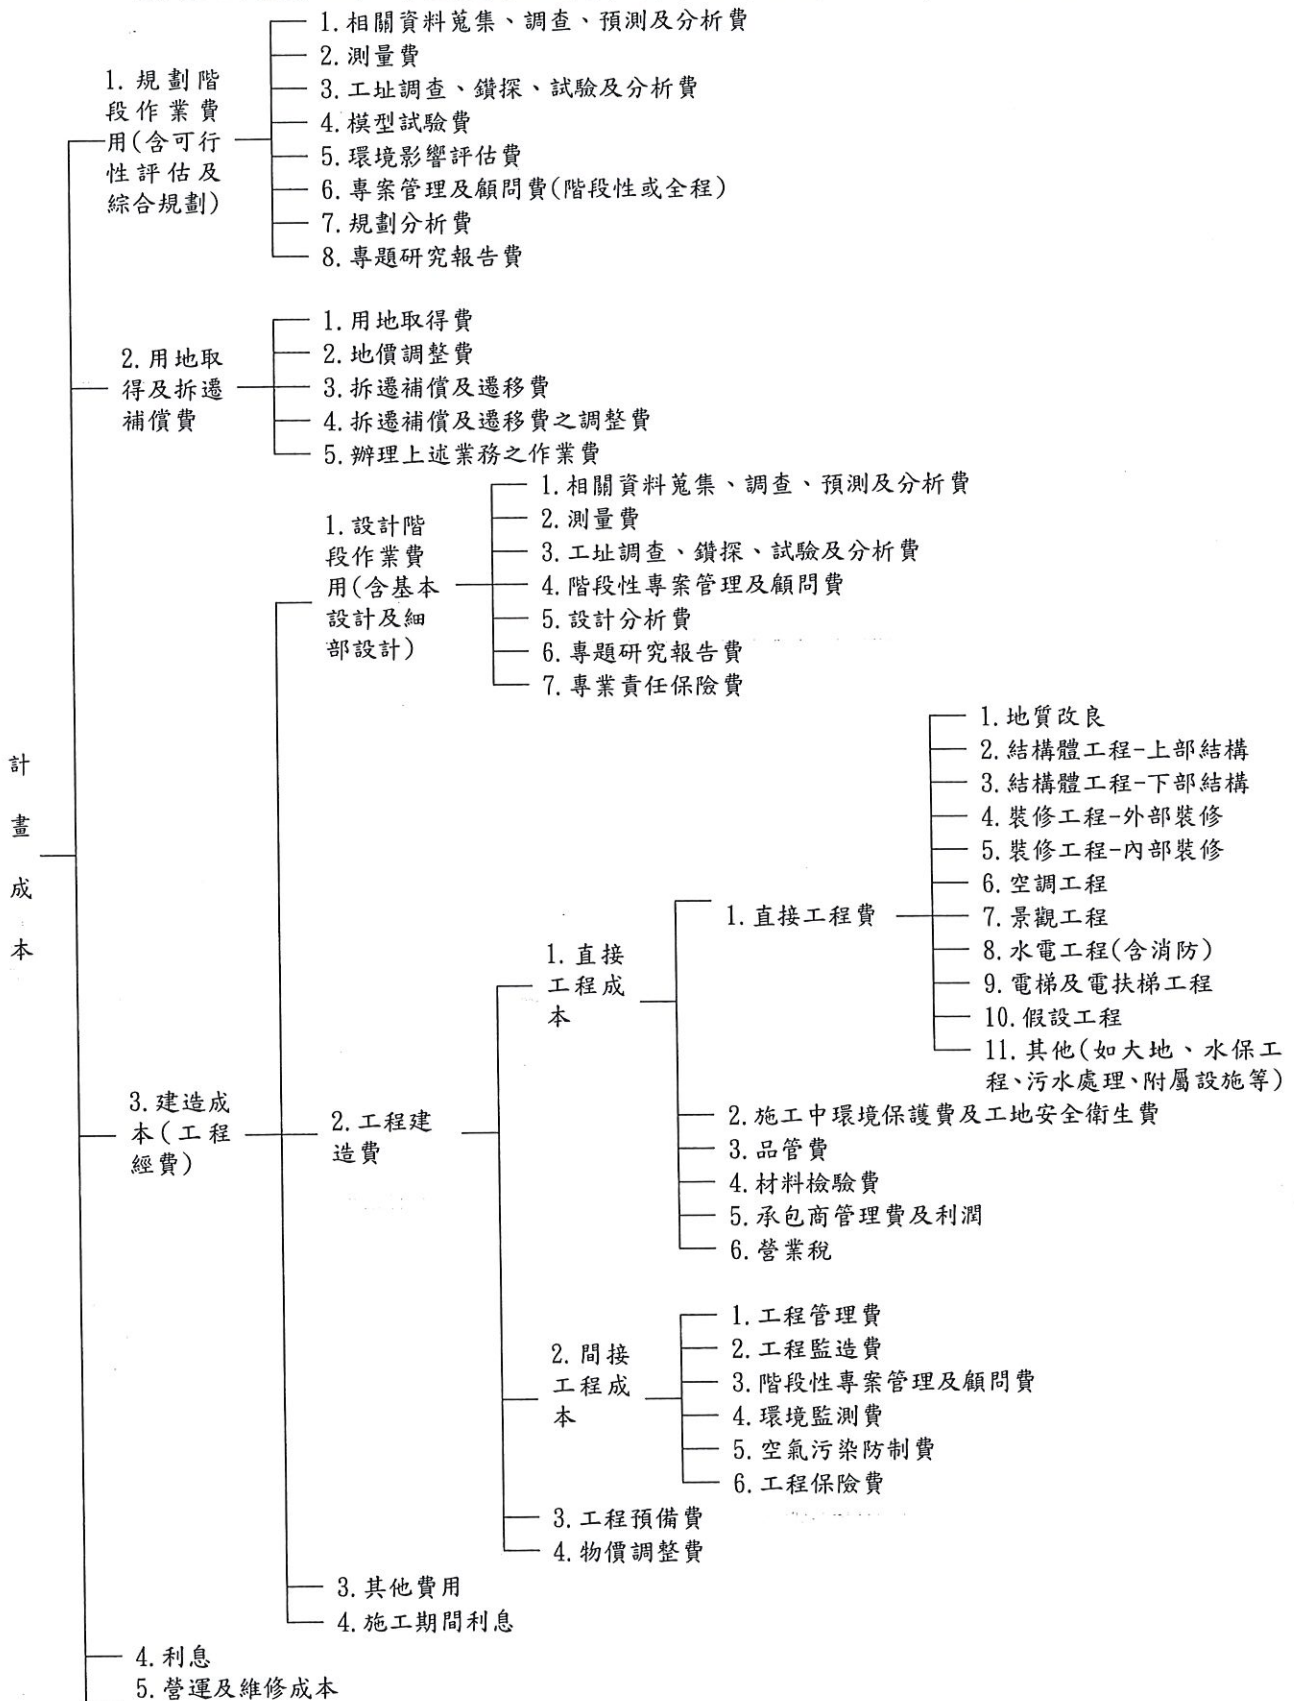 1.規劃階
段作業費
用(含可行
性評估及
綜合規劃)
1.相關資料蒐集、調查、預測及分析費
2.測量費
3.工址調查、鑽探、試驗及分析費
4.模型試驗費
5.環境影響評估費
6.專案管理及顧問費(階段性或全程)
7.規劃分析費
8.專題研究報告費
2.用地取
得及拆遷
補償費
1.用地取得費
2.地價調整費
3.拆遷補償及遷移費
4.拆遷補償及遷移費之調整費
5.辦理上述業務之作業費
計
畫
成
本
3.建造成
本(工程
經費)
1.設計階
段作業費
用(含基本
設計及細
部設計)
1.相關資料蒐集、調查、預測及分析費
2.測量費
3.工址調查、鑽探、試驗及分析費
4.階段性專案管理及顧問費
5.設計分析費
6.專題研究報告費
7.專業責任保險費
2.工程建
造費
1.直接
工程成
本
1.直接工程費
1.地質改良
2.結構體工程-上部結構
3.結構體工程-下部結構
4.裝修工程-外部裝修
5.裝修工程-內部裝修
6.空調工程
7.景觀工程
8.水電工程(含消防)
9.電梯及電扶梯工程
10.假設工程
11.其他(如大地、水保工
程、污水處理、附屬設施等)
2.施工中環境保護費及工地安全衛生費
3.品管費
4.材料檢驗費
5.承包商管理費及利潤
6.營業稅
2.間接
工程成
本
1.工程管理費
2.工程監造費
3.階段性專案管理及顧問費
4.環境監測費
5.空氣污染防制費
6.工程保險費
3.工程預備費
4.物價調整費
3.其他費用
4.施工期間利息
4.利息
5.營運及維修成本